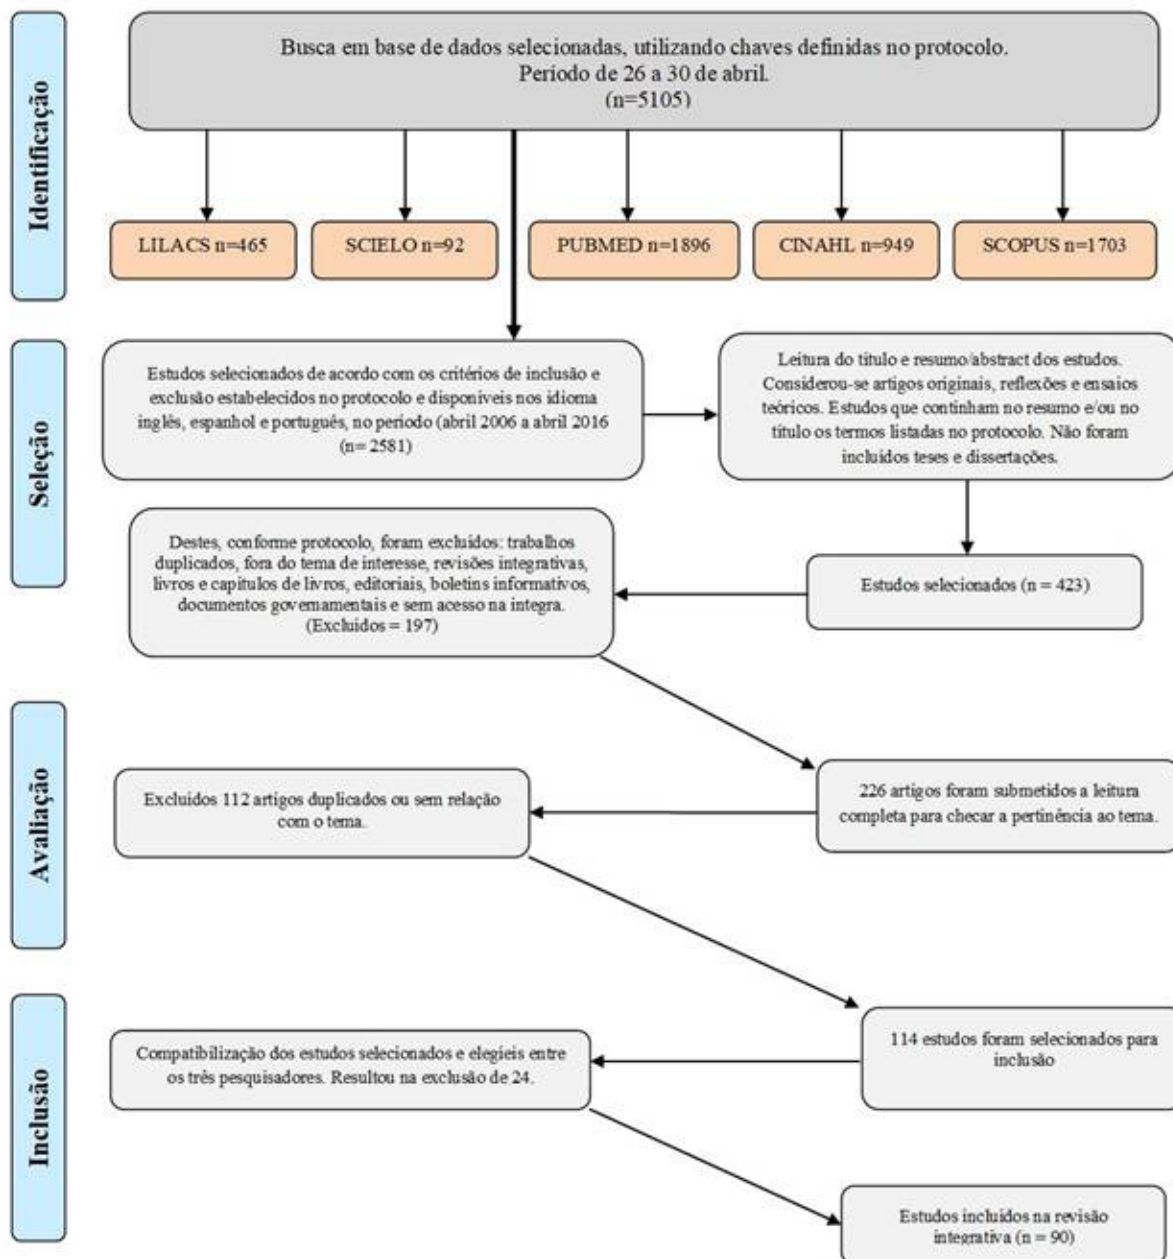 Identificação
Busca em base de dados selecionadas, utilizando chaves definidas no protocolo.
Período de 26 a 30 de abril.
(n=5105)
LILACS n=465
SCIELO n=92
PUBMED n=1896
CINAHL n=949
SCOPUS n=1703
Seleção
Estudos selecionados de acordo com os critérios de inclusão e
exclusão estabelecidos no protocolo e disponíveis nos idioma
inglês, espanhol e português, no período (abril 2006 a abril 2016
(n= 2581)
Leitura do título e resumo/abstract dos estudos.
Considerou-se artigos originais, reflexões e ensaios
teóricos. Estudos que continham no resumo e/ou no
título os termos listadas no protocolo. Não foram
incluídos teses e dissertações.
Estudos selecionados (n = 423)
Destes, conforme protocolo, foram excluídos: trabalhos
duplicados, fora do tema de interesse, revisões integrativas,
livros e capítulos de livros, editoriais, boletins informativos,
documentos governamentais e sem acesso na integra.
(Excluídos = 197)
Avaliação
226 artigos foram submetidos a leitura
completa para checar a pertinência ao tema.
Excluídos 112 artigos duplicados ou sem relação
com o tema.
Inclusão
114 estudos foram selecionados para
inclusão
Compatibilização dos estudos selecionados e elegíeis entre
os três pesquisadores. Resultou na exclusão de 24.
Estudos incluídos na revisão
integrativa (n = 90)